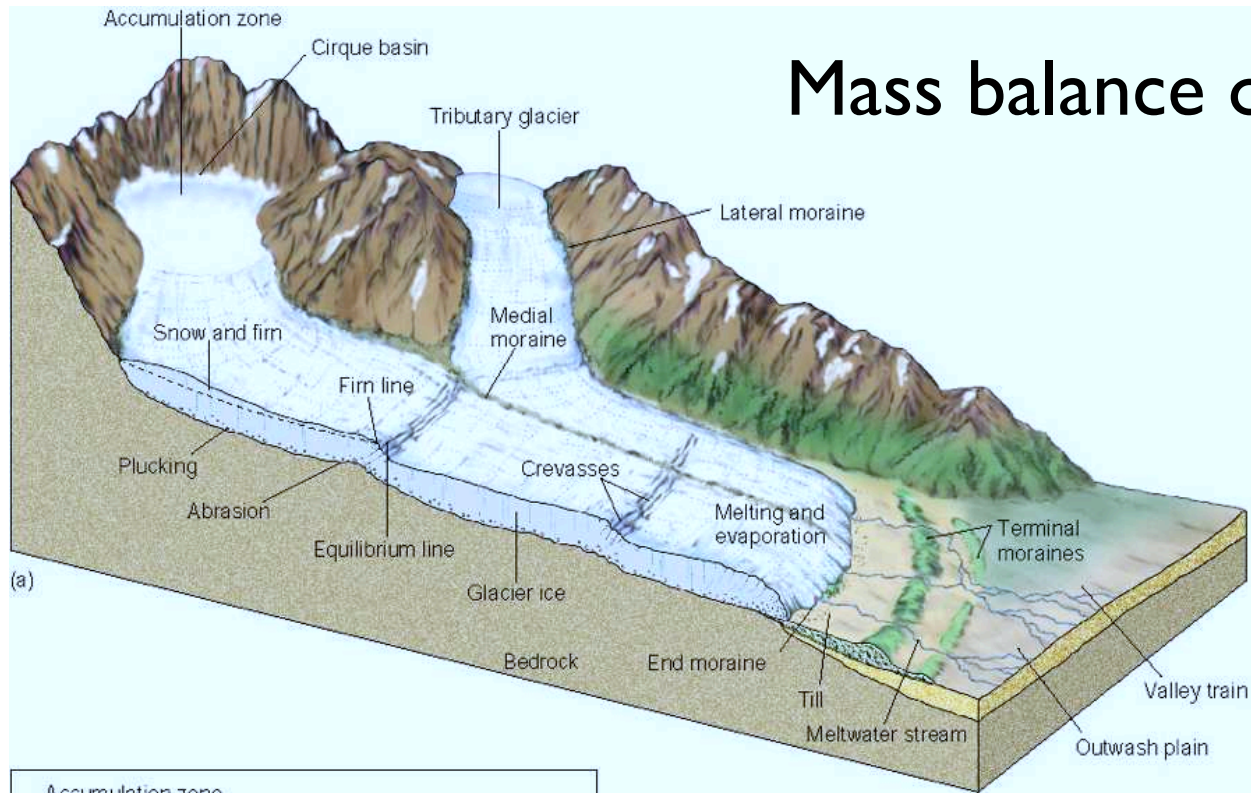 Accumulation zone
Cirque basin
Mass balance o
Tributary glacier
Lateral moraine
Medial
moraine
Snow and firn
Firn line
Plucking
Crevasses
Abrasion
Melting and
evaporation
Terminal
moraines
Equilibrium line
(a)
Glacier ice
Bedrock
End moraine
Till
Valley train
Meltwater stream
Outwash plain
Accumulation zone